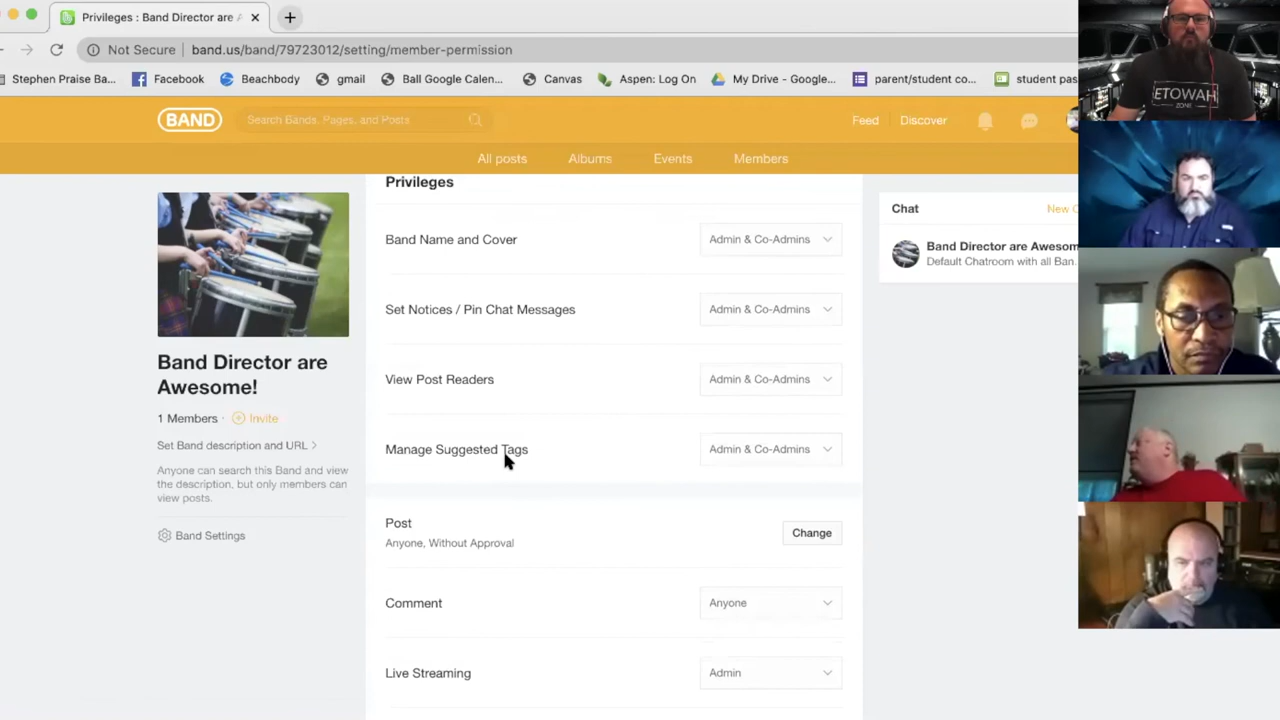 Privileges : Band Director are A
Not Secure | band.us/band/79723012/setting/member-permission
Stephen Praise Ba... Facebook Beachbody gmail Ball Google Calen... Canvas Aspen: Log On My Drive - Google... parent/student co... student pas
BAND Search Bands, Pages, and Posts Feed Discover
All posts Albums Events Members
Privileges
Band Name and Cover Admin & Co-Admins
Set Notices / Pin Chat Messages Admin & Co-Admins
View Post Readers Admin & Co-Admins
Manage Suggested Tags Admin & Co-Admins
Post
Anyone, Without Approval
Change
Comment Anyone
Live Streaming Admin
Band Director are
Awesome!
1 Members · Invite
Set Band description and URL >
Anyone can search this Band and view
the description, but only members can
view posts.
Band Settings
Chat New
Band Director are Awesom
Default Chatroom with all Ban.
ETOWAH
ZONE